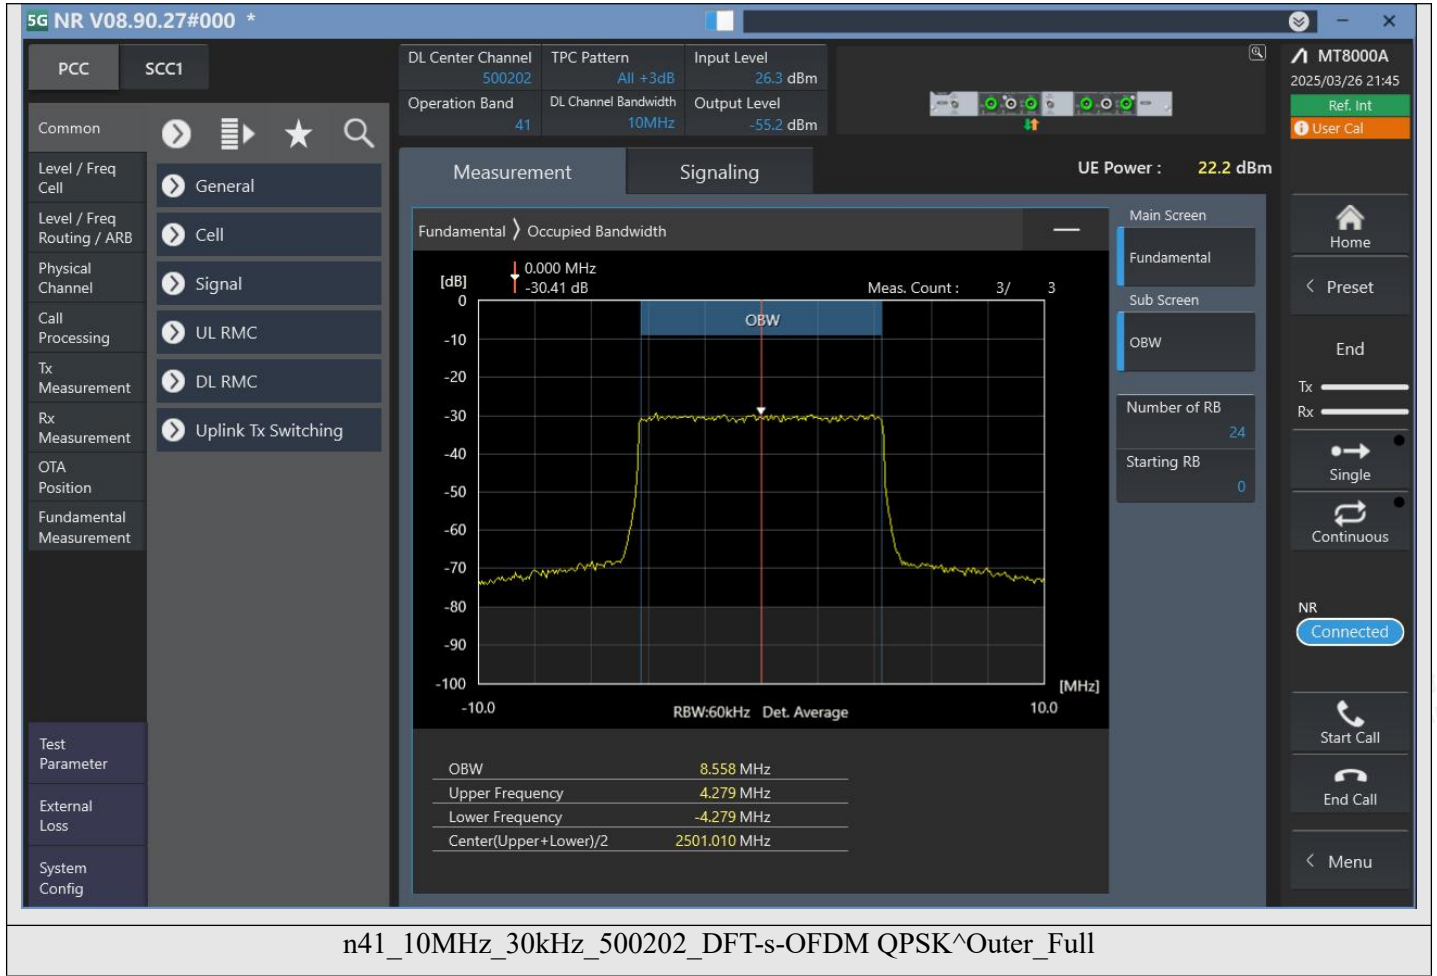 5G NR V08.90.27#000 *
PCC SCC1
DL Center Channel TPC Pattern Input Level
500202 All +3dB 26.3 dBm
Operation Band DL Channel Bandwidth Output Level
41 10MHz -55.2 dBm
MT8000A
2025/03/26 21:45
Ref. Int
User Cal
Common
Level / Freq
Cell
Level / Freq
Routing / ARB
Physical
Channel
Call
Processing
Tx
Measurement
Rx
Measurement
OTA
Position
Fundamental
Measurement
Test
Parameter
External
Loss
System
Config
General
Cell
Signal
UL RMC
DL RMC
Uplink Tx Switching
Measurement Signaling
UE Power : 22.2 dBm
Fundamental Occupied Bandwidth
0.000 MHz
[dB] -30.41 dB Meas. Count : 3/ 3
OBW
0
-10
-20
-30
-40
-50
-60
-70
-80
-90
-100
[MHz]
-10.0 RBW:60kHz Det. Average 10.0
OBW 8.558 MHz
Upper Frequency 4.279 MHz
Lower Frequency -4.279 MHz
Center(Upper+Lower)/2 2501.010 MHz
Main Screen
Fundamental
Sub Screen
OBW
Number of RB
24
Starting RB
0
Home
Preset
End
Tx
Rx
Single
Continuous
NR
Connected
Start Call
End Call
Menu
n41_10MHz_30kHz_500202_DFT-s-OFDM QPSK^Outer_Full